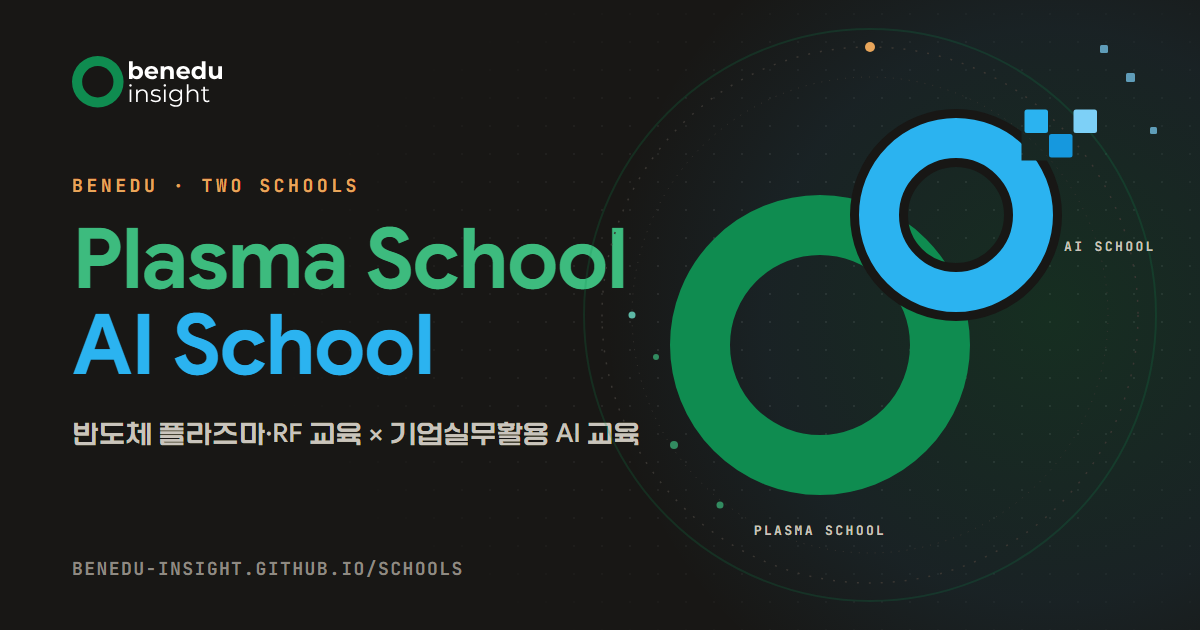 benedu
insight
BENEDU · TWO SCHOOLS
Plasma School
AI School
반도체 플라즈마·RF 교육 × 기업실무활용 AI 교육
BENEDU-INSIGHT.GITHUB.IO/SCHOOLS
AI SCHOOL
PLASMA SCHOOL